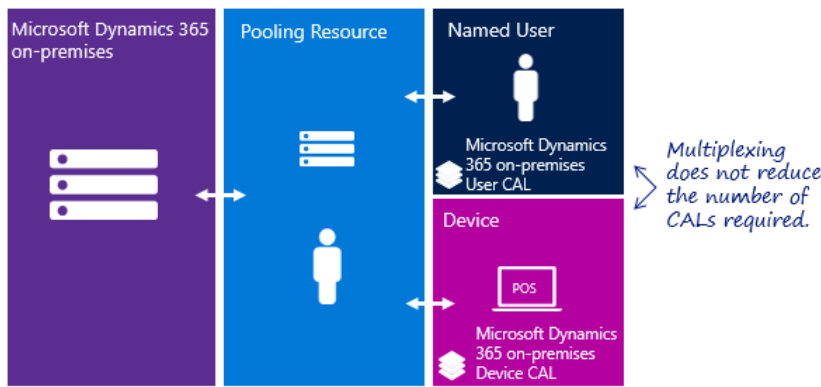 Microsoft Dynamics 365
on-premises
Pooling Resource
Named User
Microsoft Dynamics
365 on-premises
User CAL
Device
POS
Microsoft Dynamics
365 on-premises
Device CAL
Multiplexing
does not reduce
the number of
CALs required.